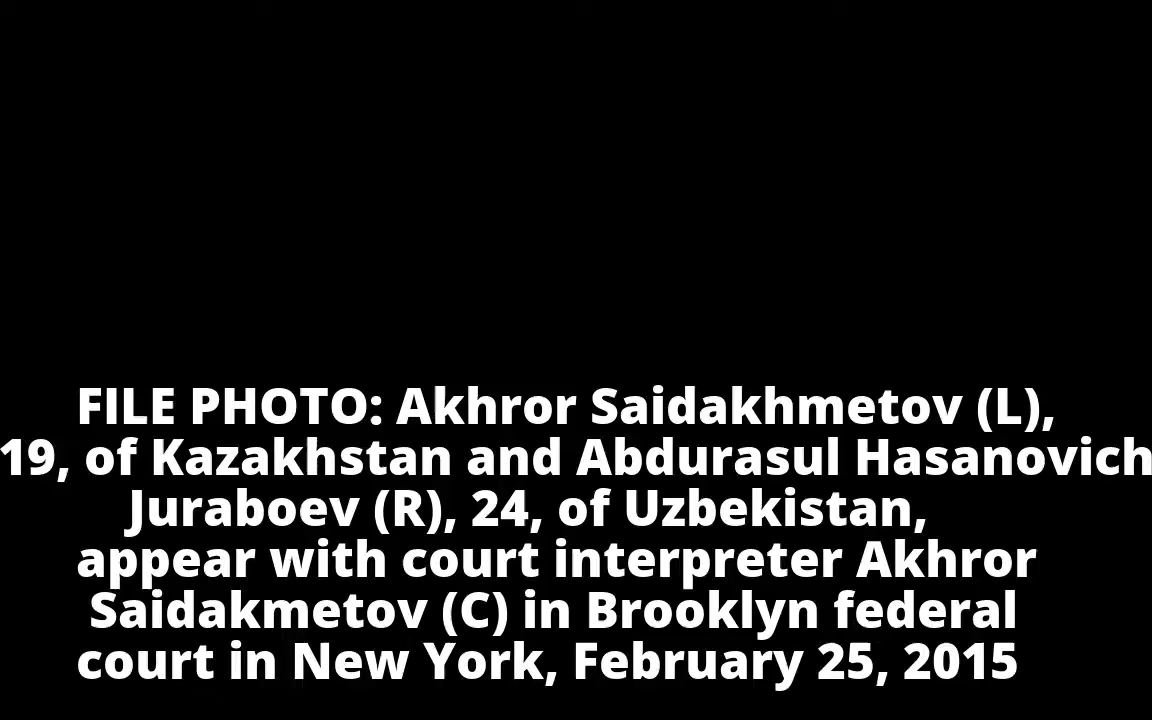 FILE PHOTO: Akhror Saidakhmetov (L),
19, of Kazakhstan and Abdurasul Hasanovich
Juraboev (R), 24, of Uzbekistan,
appear with court interpreter Akhror
Saidakmetov (C) in Brooklyn federal
court in New York, February 25, 2015